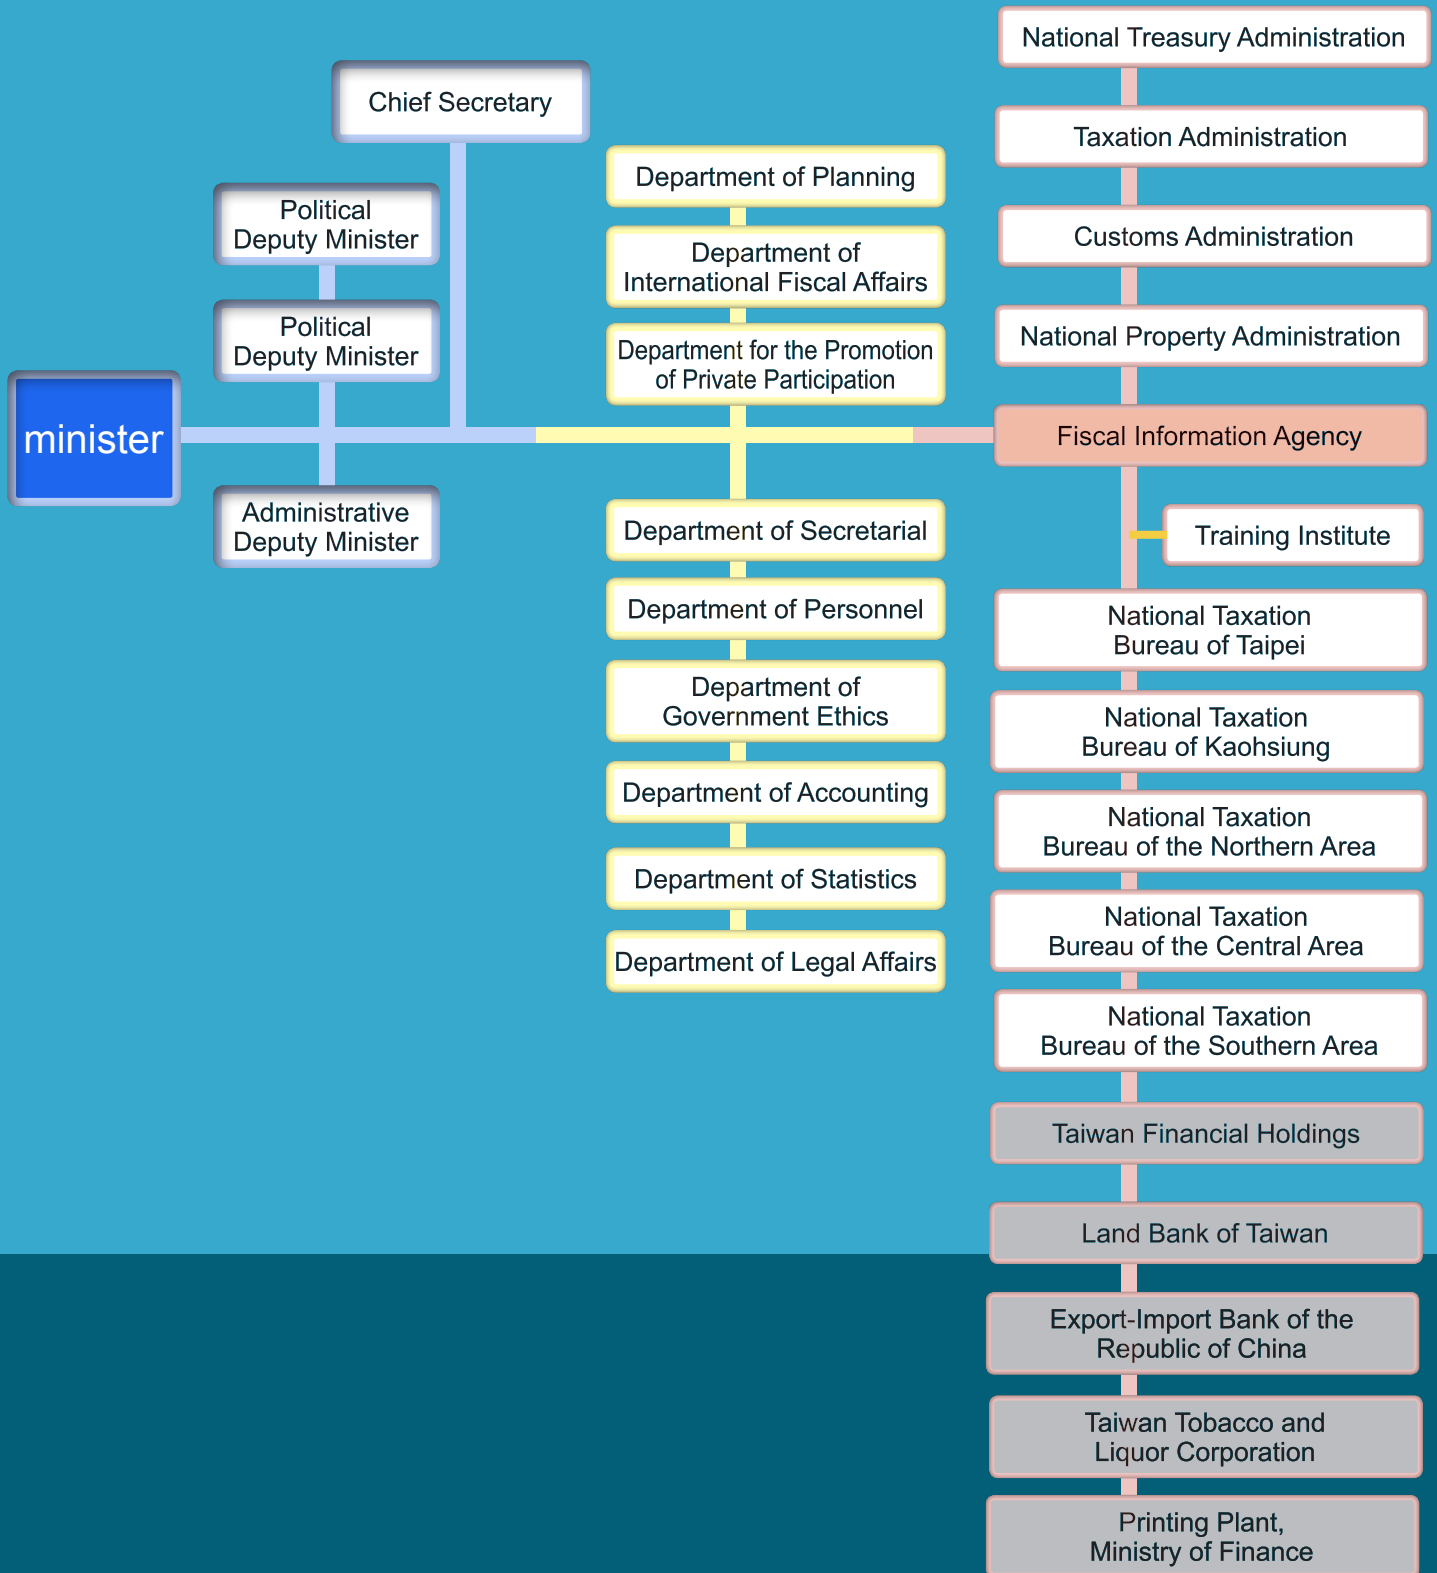 minister
Political
Deputy Minister
Political
Deputy Minister
Administrative
Deputy Minister
Chief Secretary
Department of Planning
Department of
International Fiscal Affairs
Department for the Promotion
of Private Participation
Department of Secretarial
Department of Personnel
Department of
Government Ethics
Department of Accounting
Department of Statistics
Department of Legal Affairs
National Treasury Administration
Taxation Administration
Customs Administration
National Property Administration
Fiscal Information Agency
Training Institute
National Taxation
Bureau of Taipei
National Taxation
Bureau of Kaohsiung
National Taxation
Bureau of the Northern Area
National Taxation
Bureau of the Central Area
National Taxation
Bureau of the Southern Area
Taiwan Financial Holdings
Land Bank of Taiwan
Export-Import Bank of the
Republic of China
Taiwan Tobacco and
Liquor Corporation
Printing Plant,
Ministry of Finance